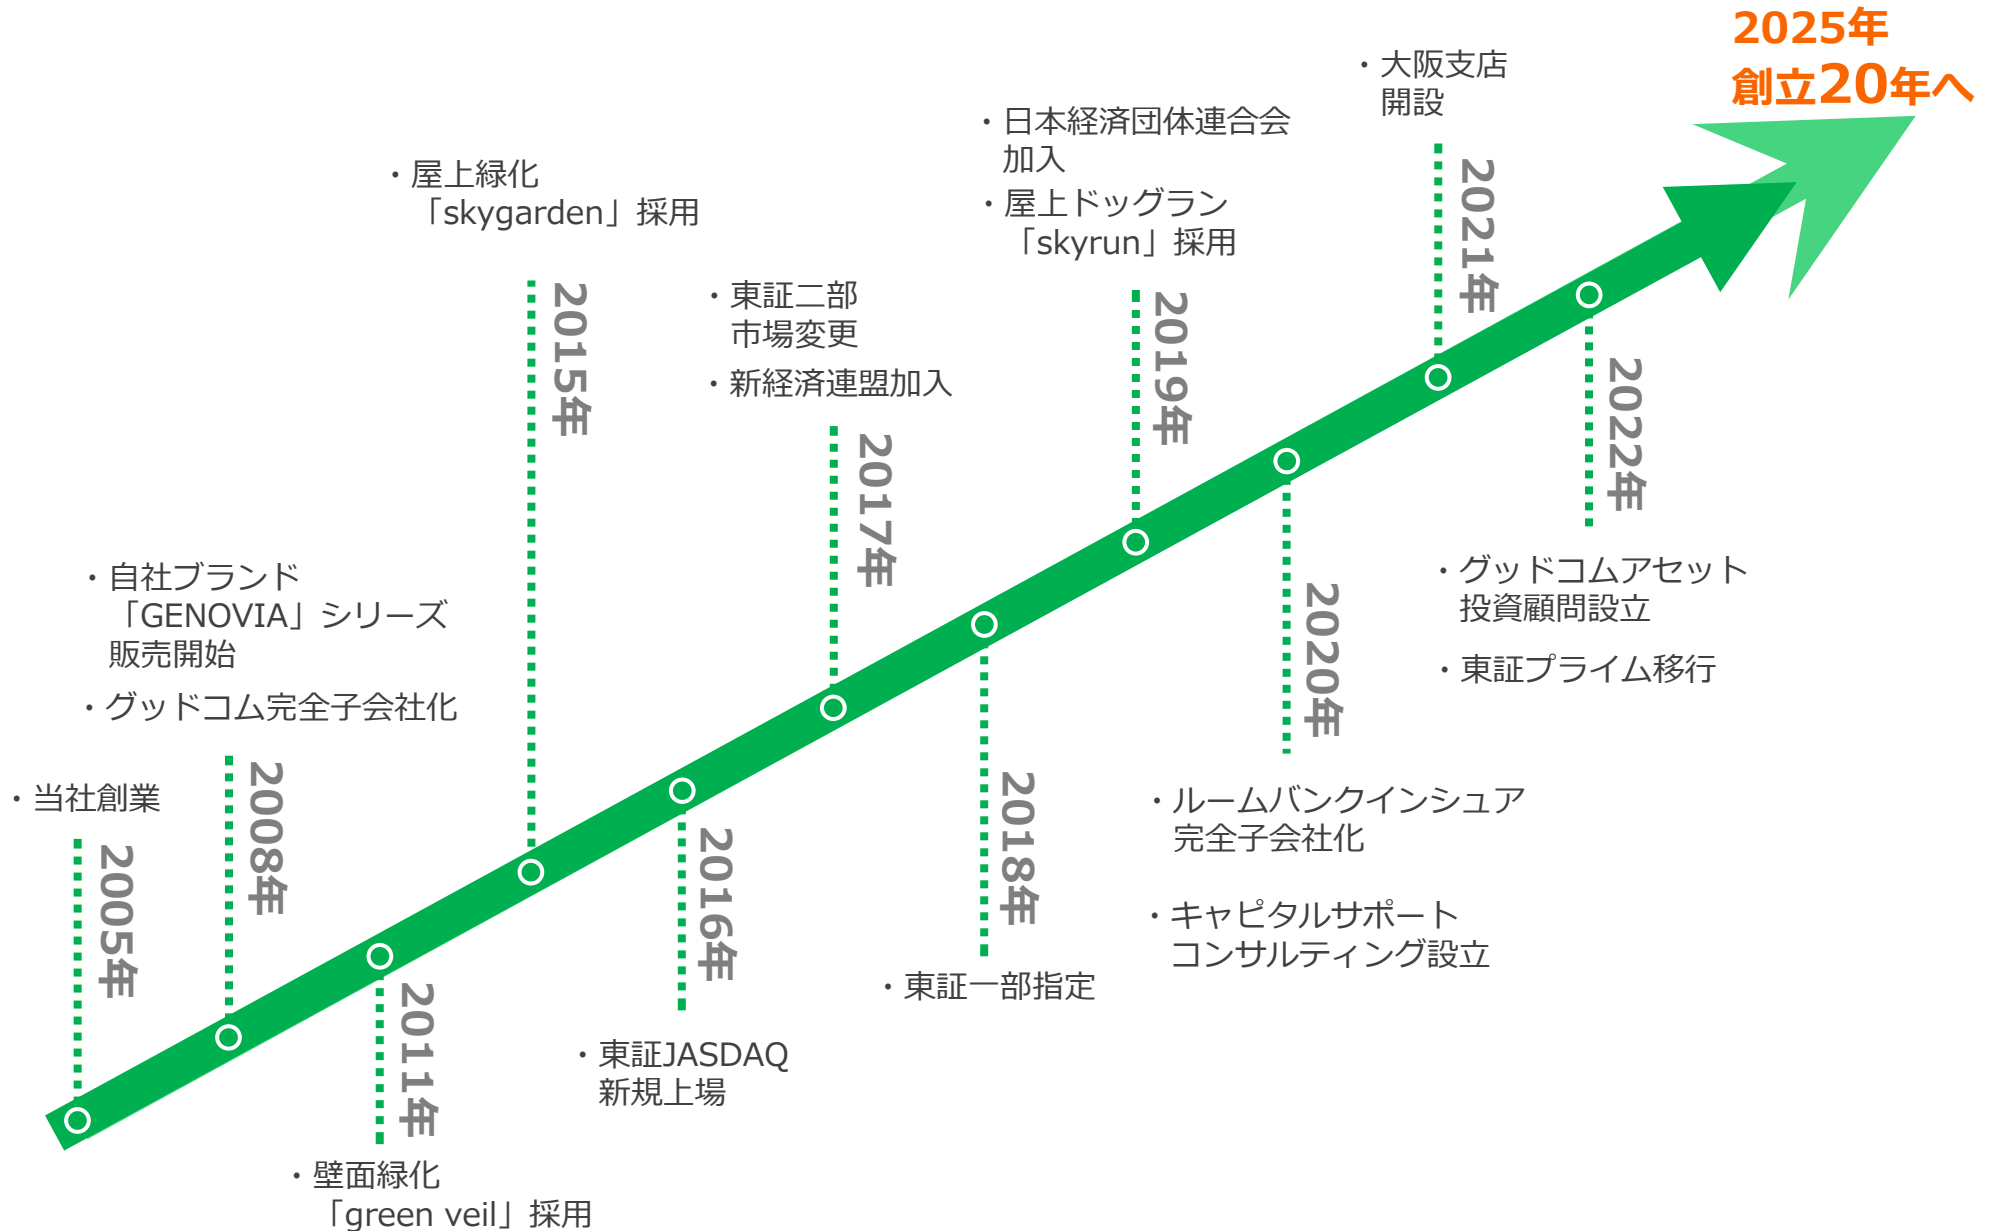 2025年
創立20年へ
・大阪支店
開設
2021年
・日本経済団体連合会
加入
・屋上ドッグラン
「skyrun」採用
2019年
・屋上緑化
「skygarden」採用
2015年
・東証二部
市場変更
・新経済連盟加入
2017年
・自社ブランド
「GENOVIA」シリーズ
販売開始
・グッドコム完全子会社化
2008年
・当社創業
2005年
2011年
・壁面緑化
「green veil」採用
2016年
・東証JASDAQ
新規上場
2018年
・東証一部指定
2020年
・ルームバンクインシュア
完全子会社化
・キャピタルサポート
コンサルティング設立
2022年
・グッドコムアセット
投資顧問設立
・東証プライム移行